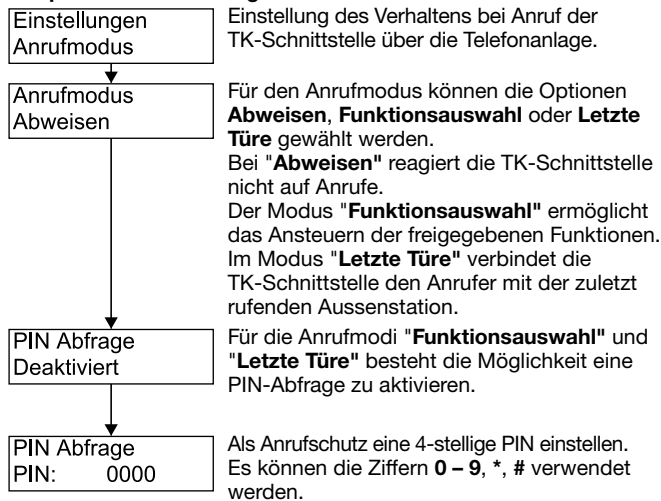 Einstellungen
Anrufmodus
Einstellung des Verhaltens bei Anruf der
TK-Schnittstelle über die Telefonanlage.
Anrufmodus
Abweisen
Für den Anrufmodus können die Optionen
Abweisen, Funktionsauswahl oder Letzte
Türe gewählt werden.
Bei "Abweisen" reagiert die TK-Schnittstelle
nicht auf Anrufe.
Der Modus "Funktionsauswahl" ermöglicht
das Ansteuern der freigegebenen Funktionen.
Im Modus "Letzte Türe" verbindet die
TK-Schnittstelle den Anrufer mit der zuletzt
rufenden Aussenstation.
PIN Abfrage
Deaktiviert
Für die Anrufmodi "Funktionsauswahl" und
"Letzte Türe" besteht die Möglichkeit eine
PIN-Abfrage zu aktivieren.
PIN Abfrage
PIN: 0000
Als Anrufschutz eine 4-stellige PIN einstellen.
Es können die Ziffern 0 – 9, *, # verwendet
werden.